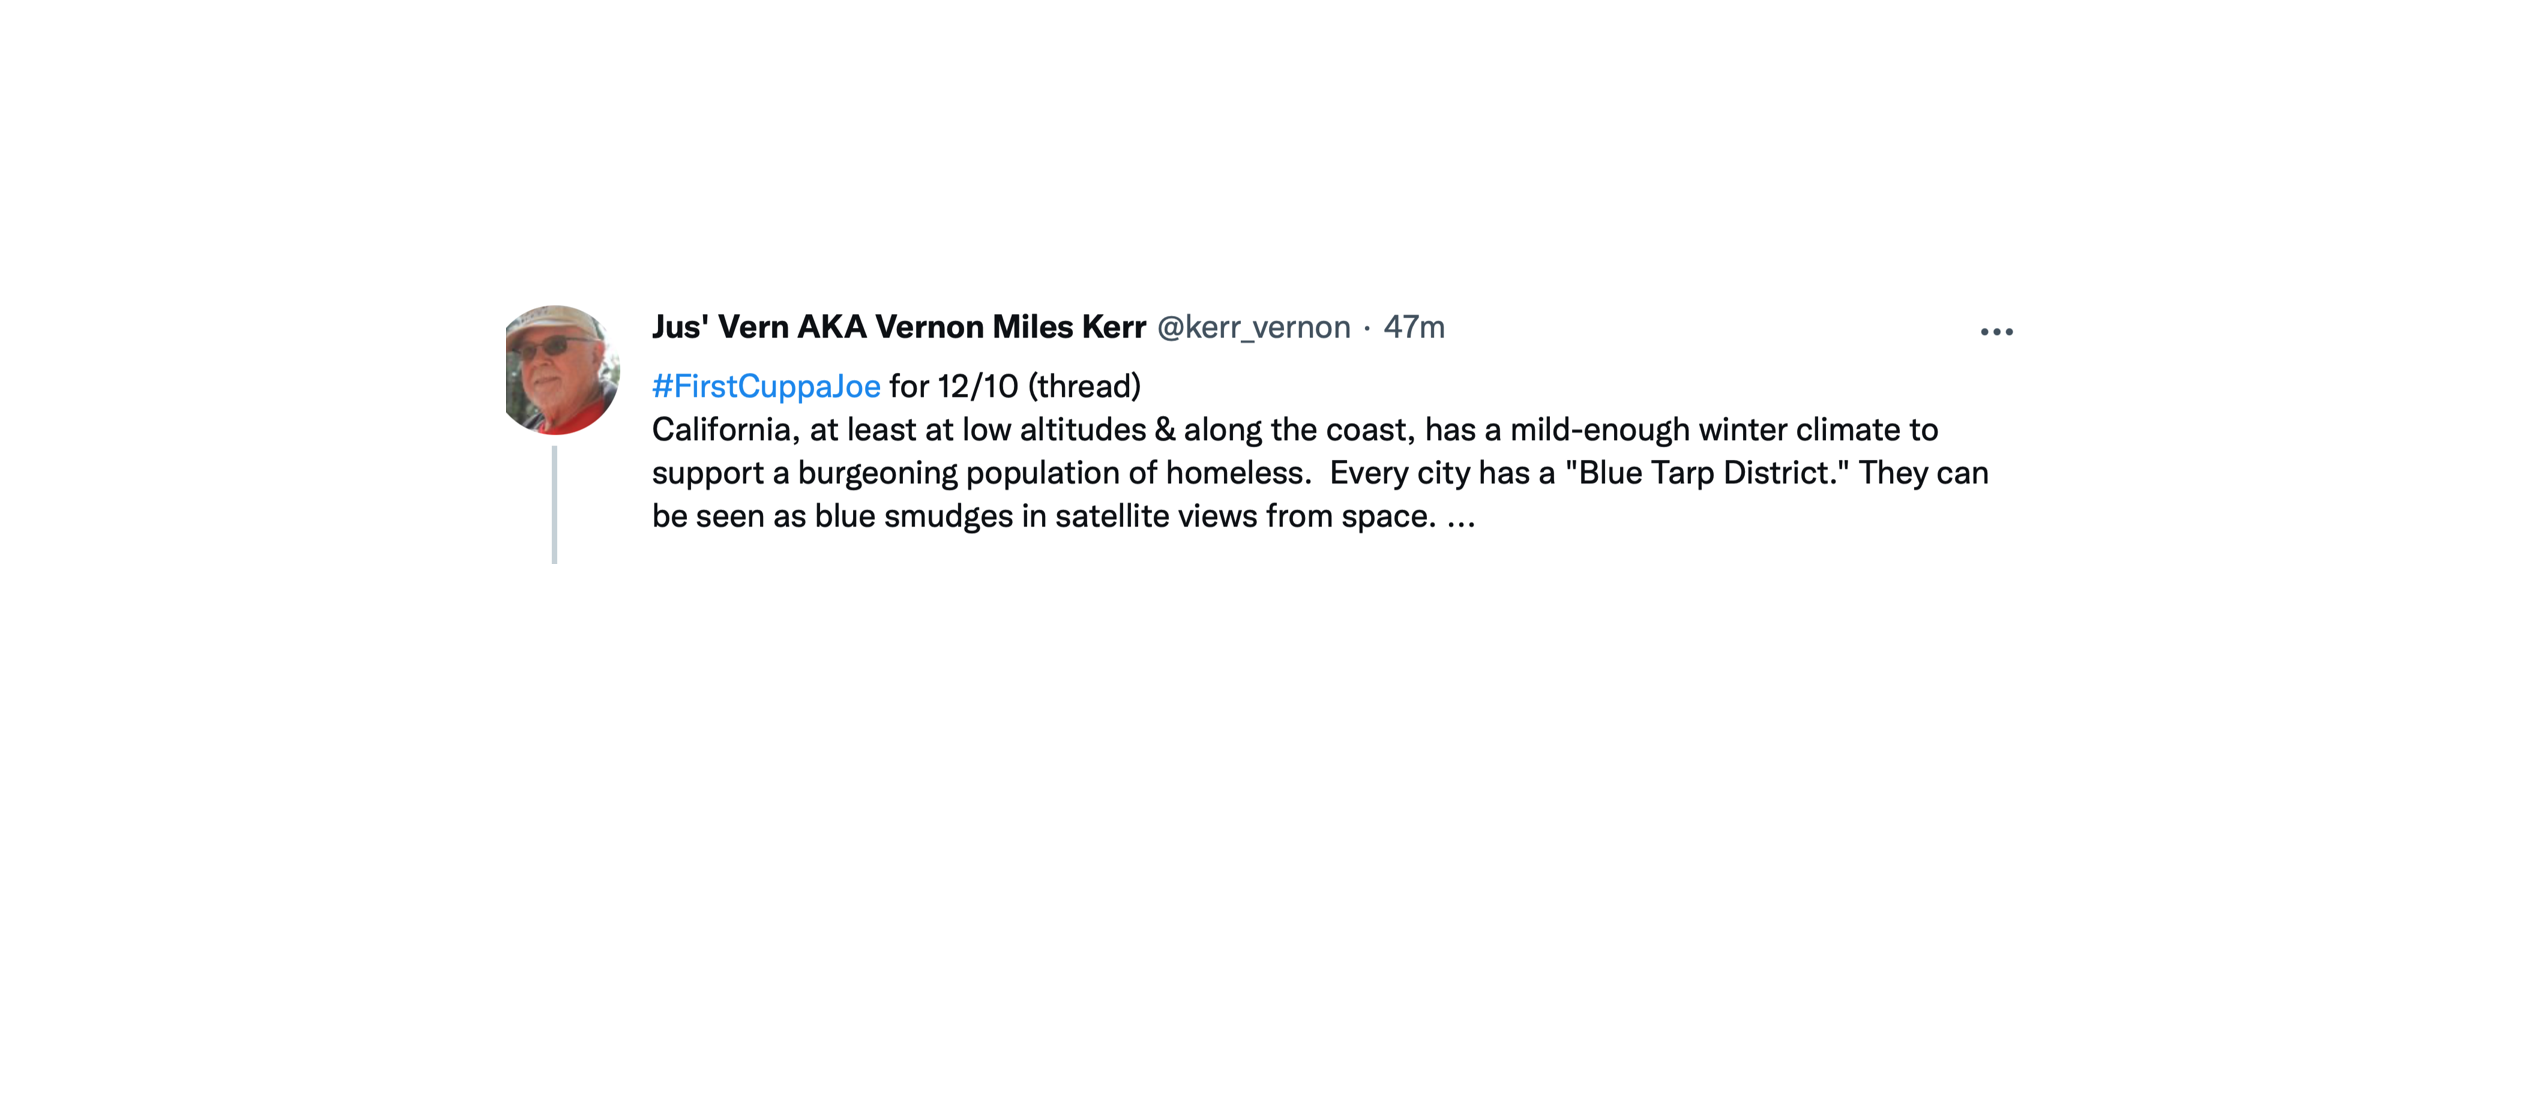 Jus' Vern AKA Vernon Miles Kerr @kerr_vernon · 47m
#FirstCuppaJoe for 12/10 (thread)
California, at least at low altitudes & along the coast, has a mild-enough winter climate to
support a burgeoning population of homeless.  Every city has a "Blue Tarp District." They can
be seen as blue smudges in satellite views from space. ...